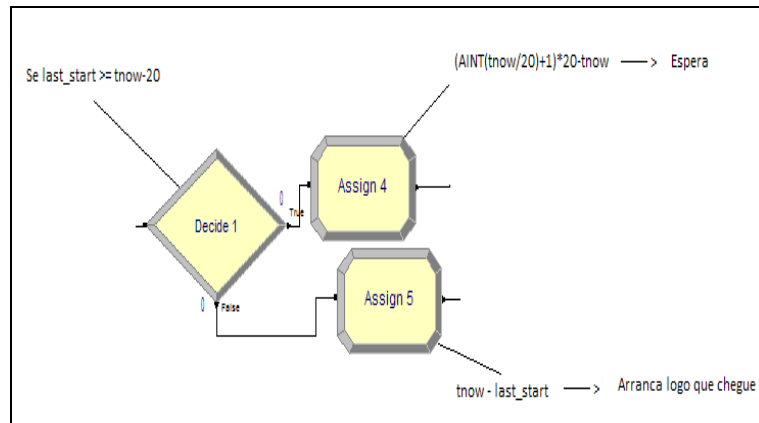 (AINT(tnow/20)+1)*20-tnow ——> Espera
Se last_start >= tnow-20
Assign 4
0
True
Decide 1
0
False
Assign 5
tnow - last_start ——> Arranca logo que chegue